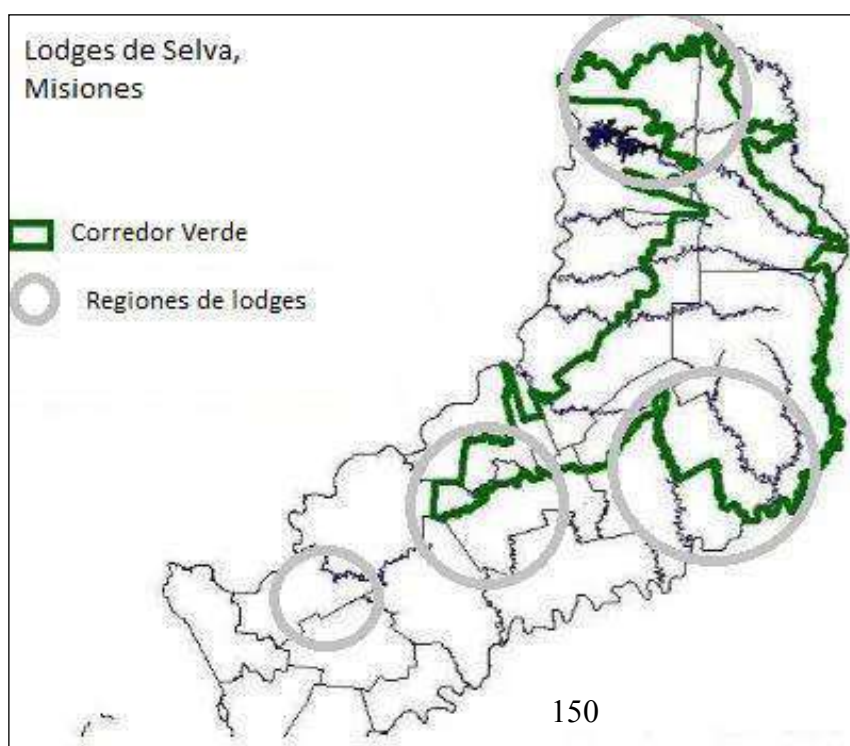 Lodges de Selva,
Misiones
Corredor Verde
Regiones de lodges
150